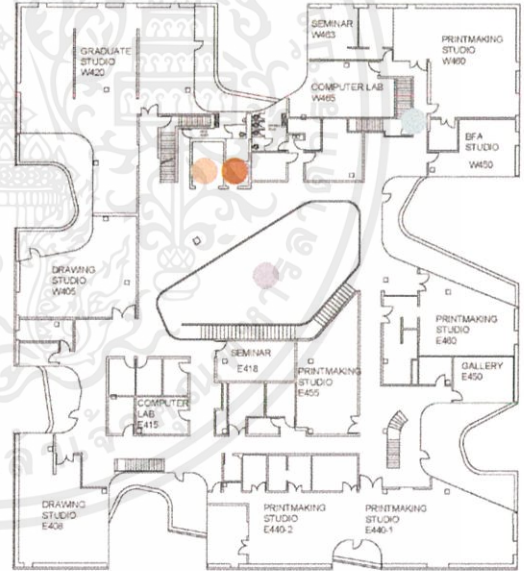 SEMINAR
W463
PRINTMAKING
STUDIO
W460
GRADUATE
STUDIO
W420
COMPUTER LAB
W465
BFA
STUDIO
W450
DRAWING
STUDIO
W405
PRINTMAKING
STUDIO
E460
SEMINAR
E418
GALLERY
E450
PRINTMAKING
STUDIO
E455
COMPUTER
LAB
E415
DRAWING
STUDIO
E408
PRINTMAKING
STUDIO
E440-2
PRINTMAKING
STUDIO
E440-1